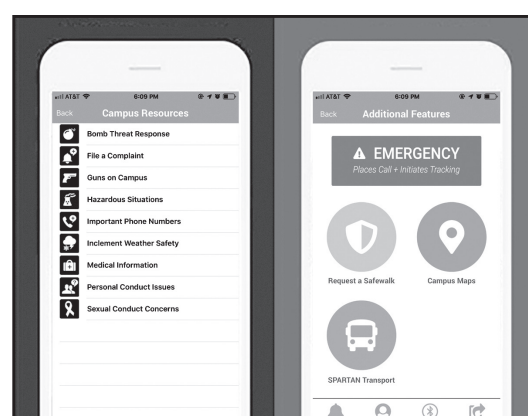 AT&T 6:09 PM
Back Campus Resources
Bomb Threat Response
File a Complaint
Guns on Campus
Hazardous Situations
Important Phone Numbers
Inclement Weather Safety
Medical Information
Personal Conduct Issues
Sexual Conduct Concerns
AT&T 6:09 PM
Back Additional Features
EMERGENCY
Places Call + Initiates Tracking
Request a Safewalk Campus Maps
SPARTAN Transport